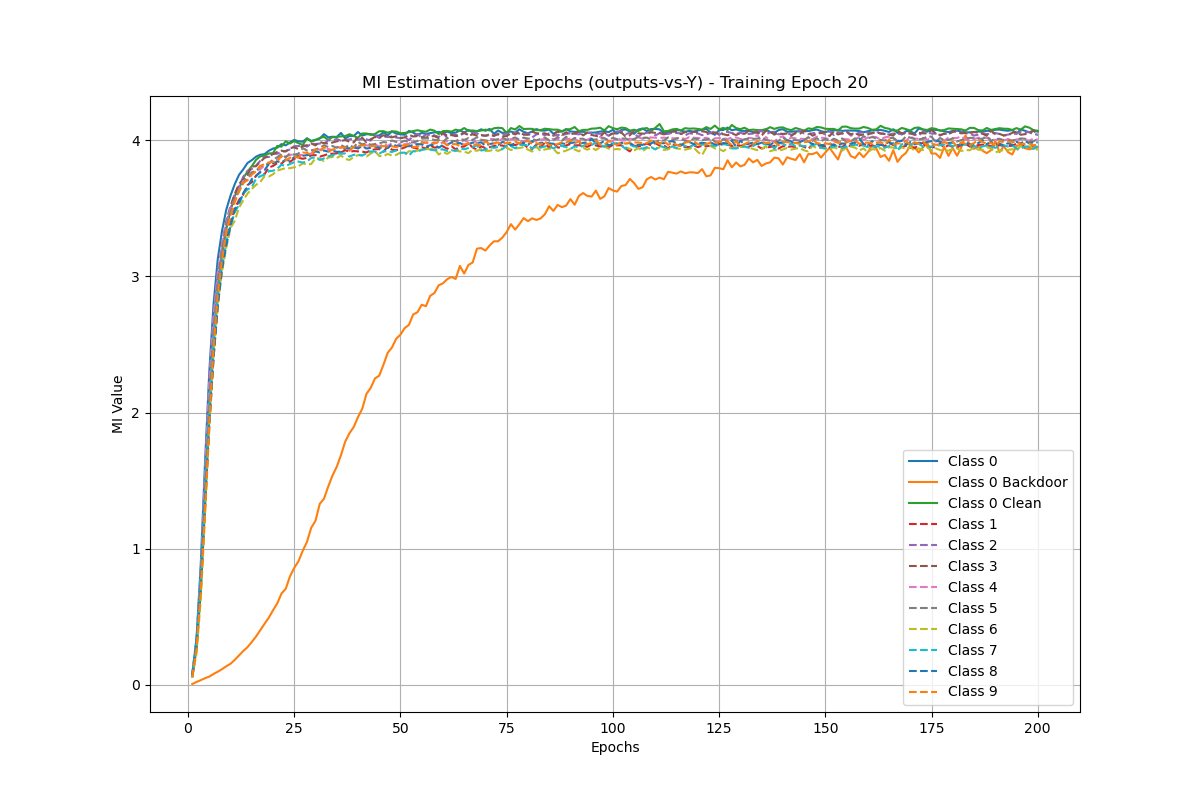 MI Estimation over Epochs (outputs-vs-Y) - Training Epoch 20
MI Value
4
3
2
1
0
0 25 50 75 100 125 150 175 200
Epochs
Class 0
Class 0 Backdoor
Class 0 Clean
Class 1
Class 2
Class 3
Class 4
Class 5
Class 6
Class 7
Class 8
Class 9